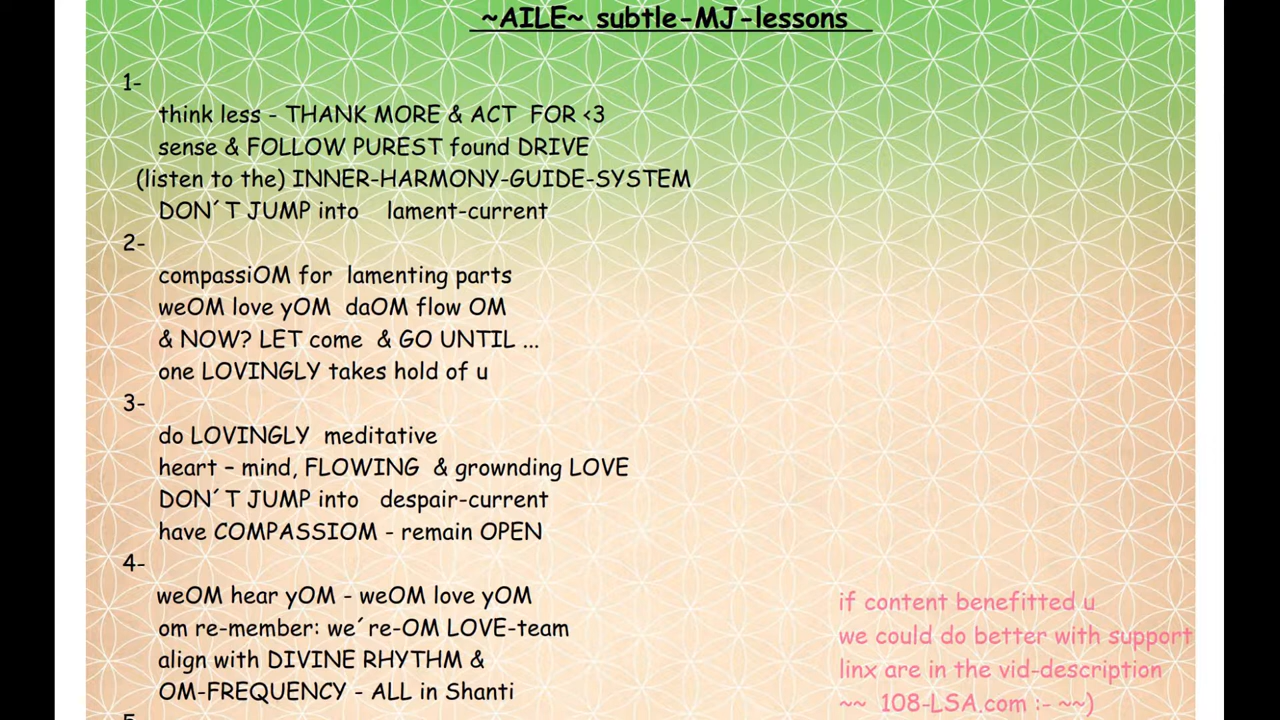 ~AILE~ subtle-MJ-lessons
1-
think less - THANK MORE & ACT FOR <3
sense & FOLLOW PUREST found DRIVE
(listen to the) INNER-HARMONY-GUIDE-SYSTEM
DON´T JUMP into lament-current
2-
compassiOM for lamenting parts
weOM love yOM daOM flow OM
& NOW? LET come & GO UNTIL ...
one LOVINGLY takes hold of u
3-
do LOVINGLY meditative
heart – mind, FLOWING & grownding LOVE
DON´T JUMP into despair-current
have COMPASSIOM - remain OPEN
4-
weOM hear yOM - weOM love yOM
om re-member: we´re-OM LOVE-team
align with DIVINE RHYTHM &
OM-FREQUENCY - ALL in Shanti
if content benefitted u
we could do better with support
linx are in the vid-description
~~ 108-LSA.com :- ~~)